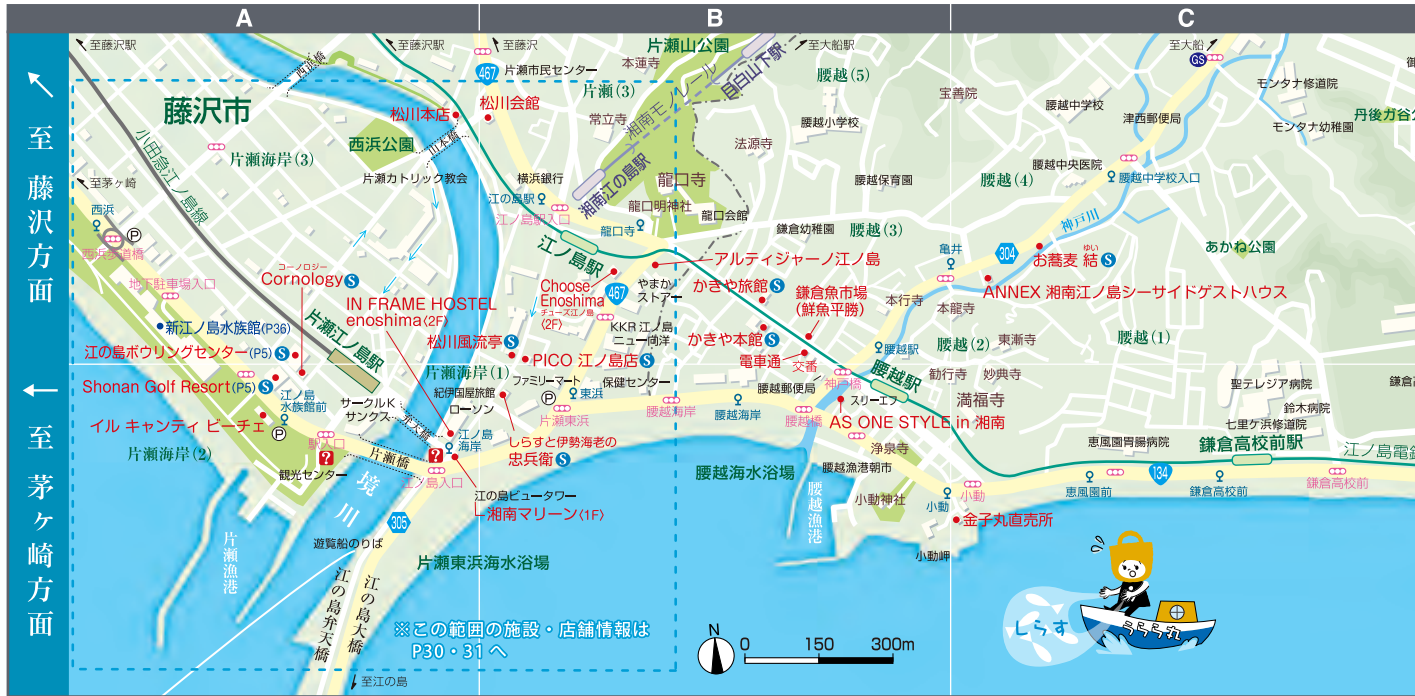 A
B
C
至 藤沢方面
至 茅ヶ崎方面
至藤沢駅
至藤沢駅
至藤沢
至大船駅
至大船
西浜橋
467
片瀬市民センター
本蓮寺
片瀬山公園
目白山下駅
腰越(5)
宝善院
GS
モンタナ修道院
藤沢市
松川本店
松川会館
片瀬(3)
湘南モノレール
腰越小学校
腰越中学校
津西郵便局
モンタナ幼稚園
丹後ガ谷
小田急江ノ島線
片瀬海岸(3)
西浜公園
山本橋
常立寺
法源寺
片瀬カトリック教会
横浜銀行
湘南江の島駅
龍口寺
腰越保育園
腰越中央医院
腰越中学校入口
腰越(4)
至茅ヶ崎
西浜
P
西浜歩道橋
江の島駅
江ノ島駅入口
龍口明神社
龍口会館
龍口寺
鎌倉幼稚園
腰越(3)
神戸川
304
亀井
あかね公園
江ノ島駅
アルティジャーノ江ノ島
ゆい
お蕎麦 結 S
地下駐車場入口
コーノロジー
Cornology S
Choose
Enoshima
チューズ江ノ島
〈2F〉
467
やまか
ストアー
かきや旅館 S
鎌倉魚市場
(鮮魚平勝)
本行寺
本龍寺
ANNEX 湘南江ノ島シーサイドゲストハウス
IN FRAME HOSTEL
enoshima〈2F〉
新江ノ島水族館(P36)
片瀬江ノ島駅
KKR 江ノ島
ニュー向洋
かきや本館 S
腰越(1)
江の島ボウリングセンター(P5) S
松川風流亭 S
PICO 江ノ島店 S
電車通
交番
腰越駅
腰越(2)
東漸寺
Shonan Golf Resort(P5) S
片瀬海岸(1)
ファミリーマート
保健センター
神戸橋
腰越駅
勧行寺
妙典寺
聖テレジア病院
鎌倉
江ノ島
水族館前
サークルK
サンクス
紀伊国屋旅館
ローソン
P
東浜
片瀬東浜
腰越郵便局
スリーエフ
満福寺
鈴木病院
イル キャンティ ビーチェ
P
弁天橋
江ノ島
海岸
腰越海岸
腰越海岸
腰越橋
AS ONE STYLE in 湘南
七里ヶ浜修道院
片瀬海岸(2)
駅入口
?
片瀬橋
?
しらすと伊勢海老の
忠兵衛 S
浄泉寺
恵風園胃腸病院
鎌倉高校前駅
江ノ島電鉄
観光センター
江ノ島入口
腰越海水浴場
腰越漁港朝市
境川
江の島ビュータワー
湘南マリーン〈1F〉
腰越漁港
小動神社
小動
小動
恵風園前
134
鎌倉高校前
鎌倉高校前
305
金子丸直売所
遊覧船のりば
片瀬漁港
片瀬東浜海水浴場
小動岬
江の島弁天橋
江の島大橋
※この範囲の施設・店舗情報は
P30・31 へ
N
0 150 300m
しらす
うらら丸
至江の島